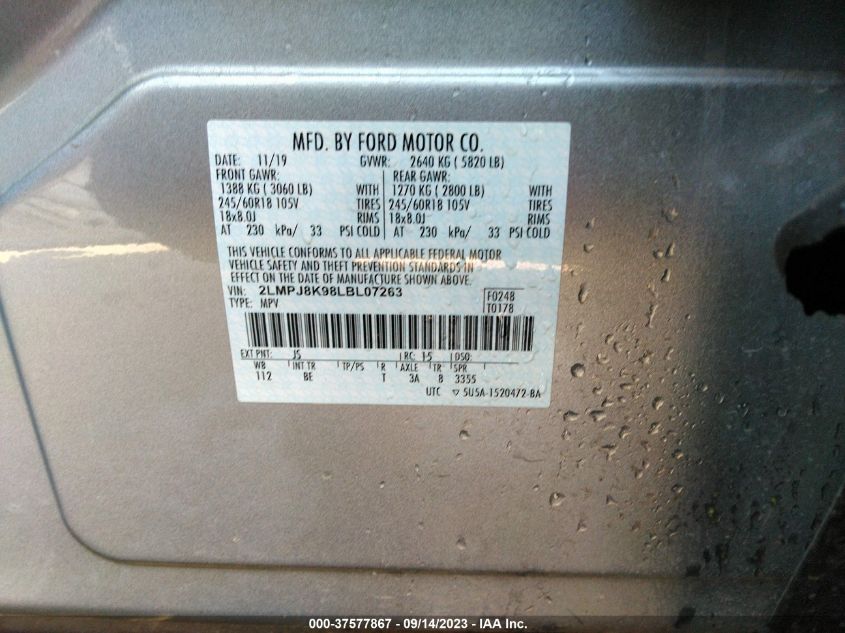 MFD. BY FORD MOTOR CO.
DATE: 11/19 GVWR: 2640 KG ( 5820 LB)
FRONT GAWR: REAR GAWR:
1388 KG ( 3060 LB) WITH 1270 KG ( 2800 LB) WITH
245/60R18 105V TIRES 245/60R18 105V TIRES
18x8.0J RIMS 18x8.0J RIMS
AT 230 kPa/ 33 PSI COLD AT 230 kPa/ 33 PSI COLD
THIS VEHICLE CONFORMS TO ALL APPLICABLE FEDERAL MOTOR
VEHICLE SAFETY AND THEFT PREVENTION STANDARDS IN
EFFECT ON THE DATE OF MANUFACTURE SHOWN ABOVE.
VIN: 2LMPJ8K98LBL07263 F0248
TYPE: MPV T0178
EXT PNT: J5 RC: 15 DSO:
WB INT TR TP/PS R AXLE TR SPR
112 BE T 3A 8 3355
UTC ▽ 5U5A-1520472-BA
000-37577867 / 09/14/2023 - IAA Inc.